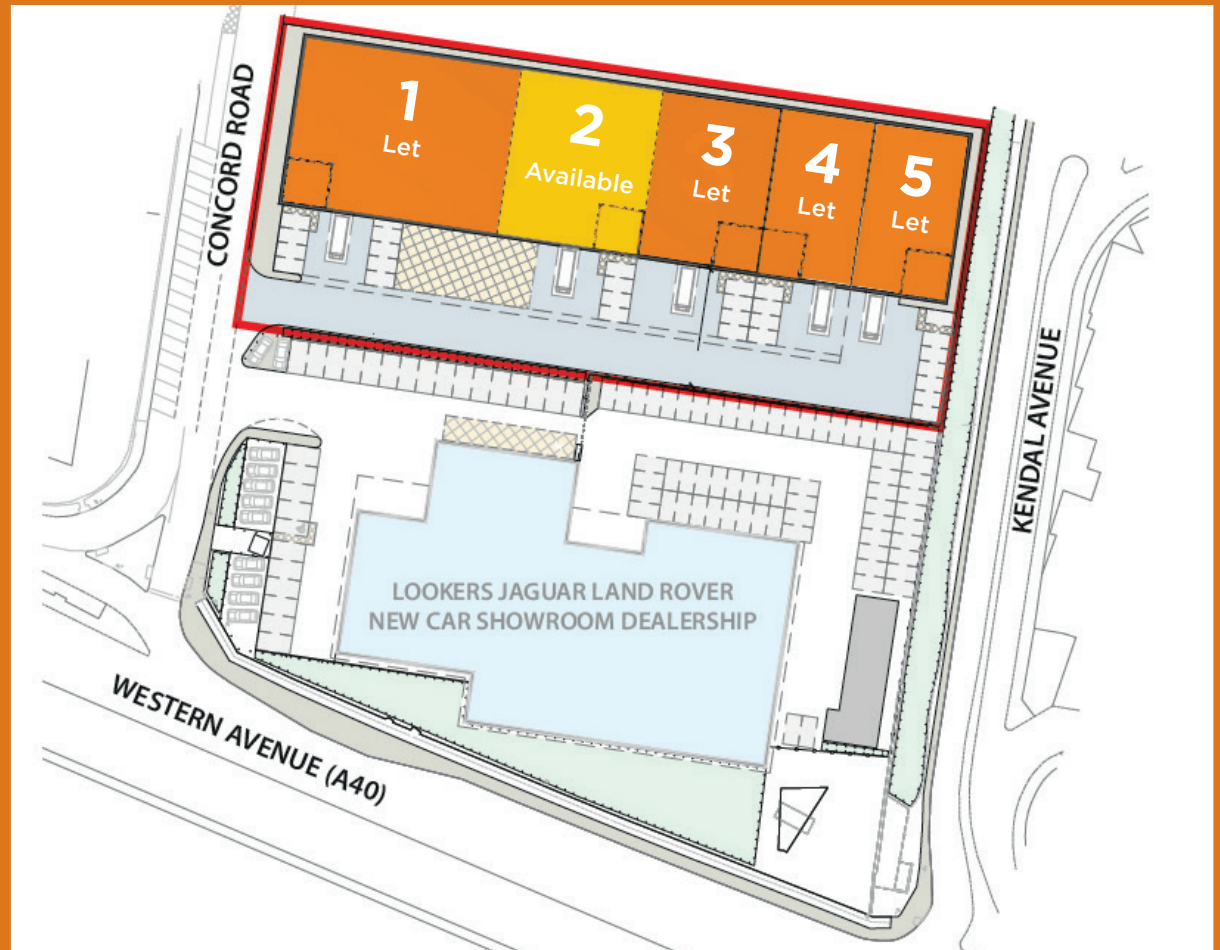 CONCORD ROAD
1
Let
2
Available
3
Let
4
Let
5
Let
KENDAL AVENUE
LOOKERS JAGUAR LAND ROVER
NEW CAR SHOWROOM DEALERSHIP
WESTERN AVENUE (A40)